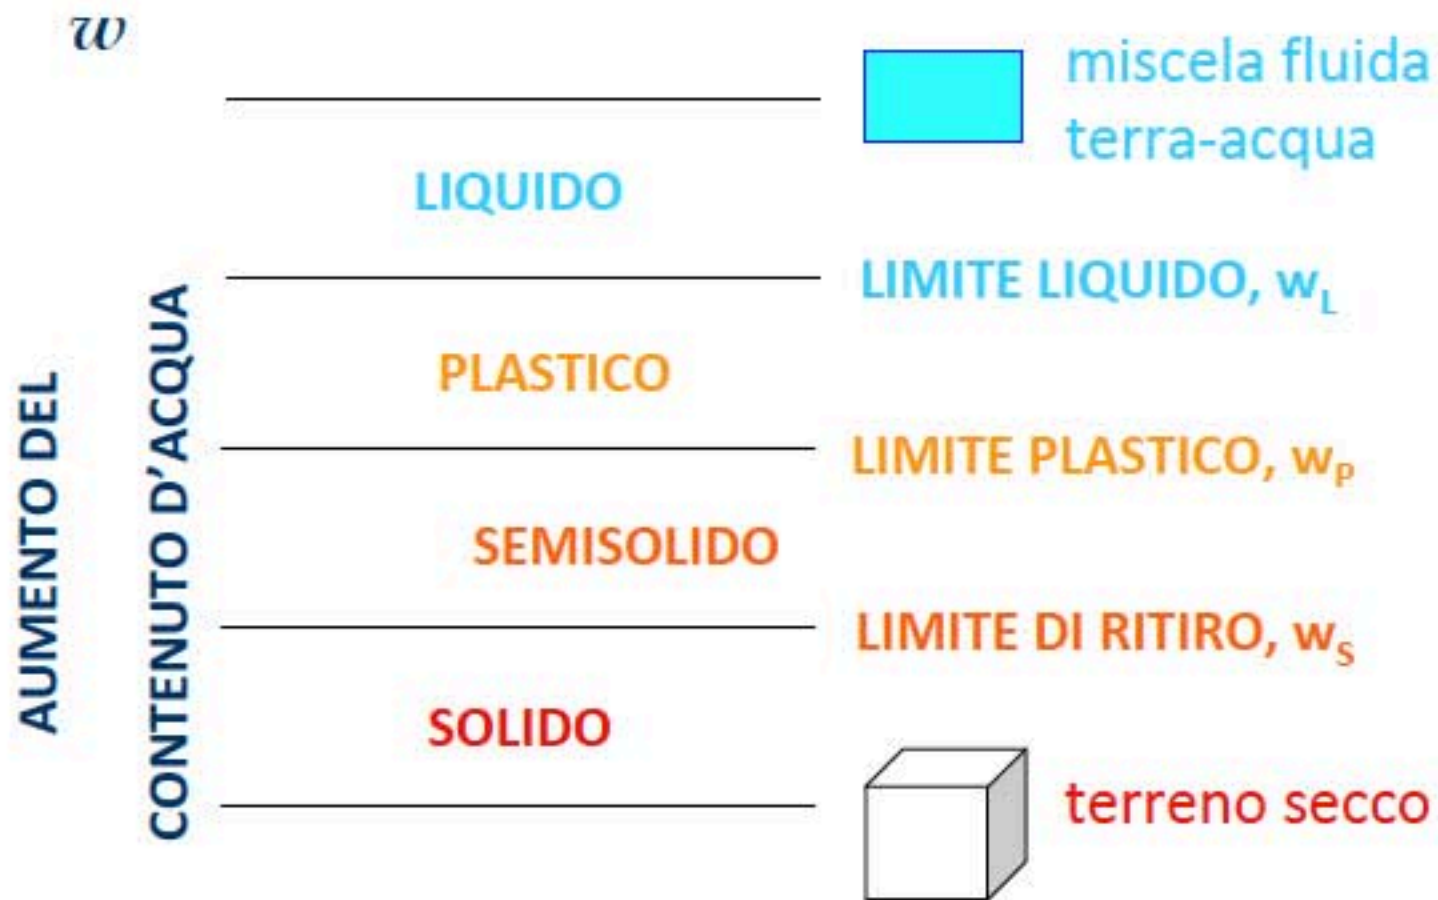 w
miscela fluida
terra-acqua
LIQUIDO
LIMITE LIQUIDO, wL
PLASTICO
LIMITE PLASTICO, wP
SEMISOLIDO
LIMITE DI RITIRO, wS
SOLIDO
terreno secco
AUMENTO DEL
CONTENUTO D’ACQUA